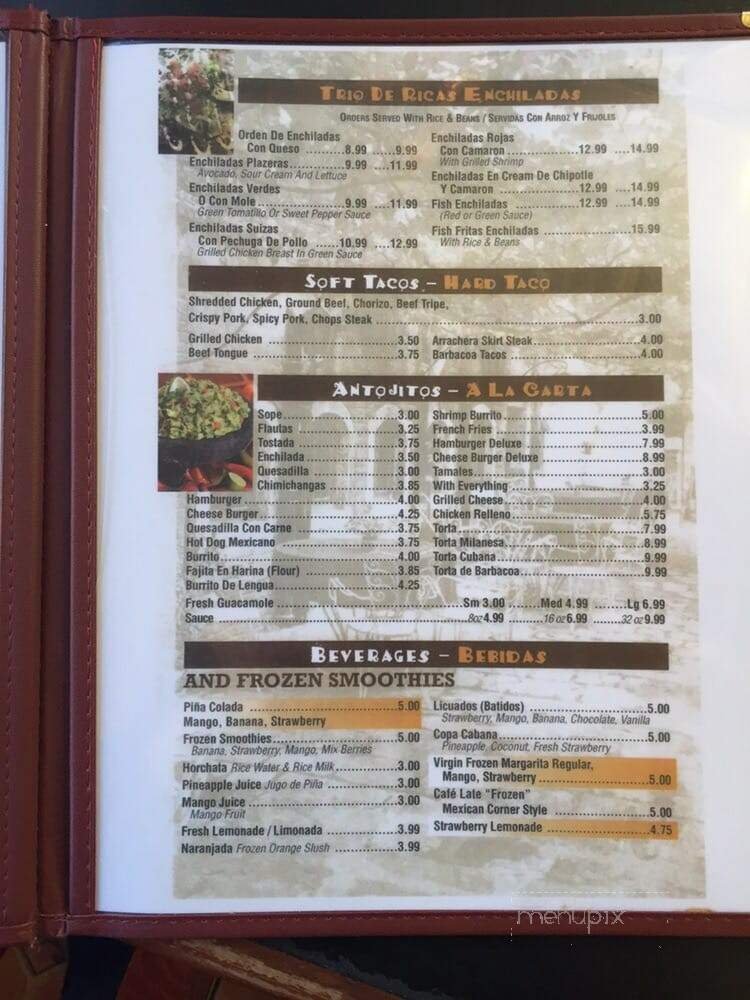 TRIO DE RICAS ENCHILADAS
ORDERS SERVED WITH RICE & BEANS / SERVIDAS CON ARROZ Y FRIJOLES
Orden De Enchiladas
Con Queso ..........8.99 .....9.99
Enchiladas Plazeras..............9.99 ....11.99
Avocado, Sour Cream And Lettuce
Enchiladas Verdes
O Con Mole......................9.99 ....11.99
Green Tomatillo Or Sweet Pepper Sauce
Enchiladas Suizas
Con Pechuga De Pollo ......10.99 ....12.99
Grilled Chicken Breast In Green Sauce
Enchiladas Rojas
Con Camaron ....................12.99 ....14.99
With Grilled Shrimp
Enchiladas En Cream De Chipotle
Y Camaron ......................12.99 ....14.99
Fish Enchiladas ..................12.99 ....14.99
(Red or Green Sauce)
Fish Fritas Enchiladas ........................15.99
With Rice & Beans
SOFT TACOS – HARD TACO
Shredded Chicken, Ground Beef, Chorizo, Beef Tripe,
Crispy Pork, Spicy Pork, Chops Steak ..............................3.00
Grilled Chicken ..............................3.50
Beef Tongue ..................................3.75
Arrachera Skirt Steak........................4.00
Barbacoa Tacos ..............................4.00
ANTOJITOS – A LA CARTA
Sope..............................3.00
Flautas ..........................3.25
Tostada ..........................3.75
Enchilada ........................3.50
Quesadilla ......................3.00
Chimichangas ....................3.85
Hamburger ........................4.00
Cheese Burger....................4.25
Quesadilla Con Carne ............3.75
Hot Dog Mexicano ................3.75
Burrito..........................4.00
Fajita En Harina (Flour) ........3.85
Burrito De Lengua................4.25
Shrimp Burrito ..................5.00
French Fries ....................3.99
Hamburger Deluxe ................7.99
Cheese Burger Deluxe ............8.99
Tamales..........................3.00
With Everything ..................3.25
Grilled Cheese....................4.00
Chicken Relleno..................5.75
Torta............................7.99
Torta Milanesa....................8.99
Torta Cubana......................9.99
Torta de Barbacoa................9.99
Fresh Guacamole ..............................Sm 3.00 ........Med 4.99 ........Lg 6.99
Sauce ..............................8oz 4.99 ..........16 oz 6.99 ........32 oz 9.99
BEVERAGES – BEBIDAS
AND FROZEN SMOOTHIES
Piña Colada ..............................5.00
Mango, Banana, Strawberry
Frozen Smoothies..........................5.00
Banana, Strawberry, Mango, Mix Berries
Horchata Rice Water & Rice Milk............3.00
Pineapple Juice Jugo de Piña ..............3.00
Mango Juice ..............................3.00
Mango Fruit
Fresh Lemonade / Limonada ................3.99
Naranjada Frozen Orange Slush ............3.99
Licuados (Batidos) ........................5.00
Strawberry, Mango, Banana, Chocolate, Vanilla
Copa Cabana..............................5.00
Pineapple, Coconut, Fresh Strawberry
Virgin Frozen Margarita Regular,
Mango, Strawberry ........................5.00
Café Late "Frozen"
Mexican Corner Style ......................5.00
Strawberry Lemonade ......................4.75
menupix